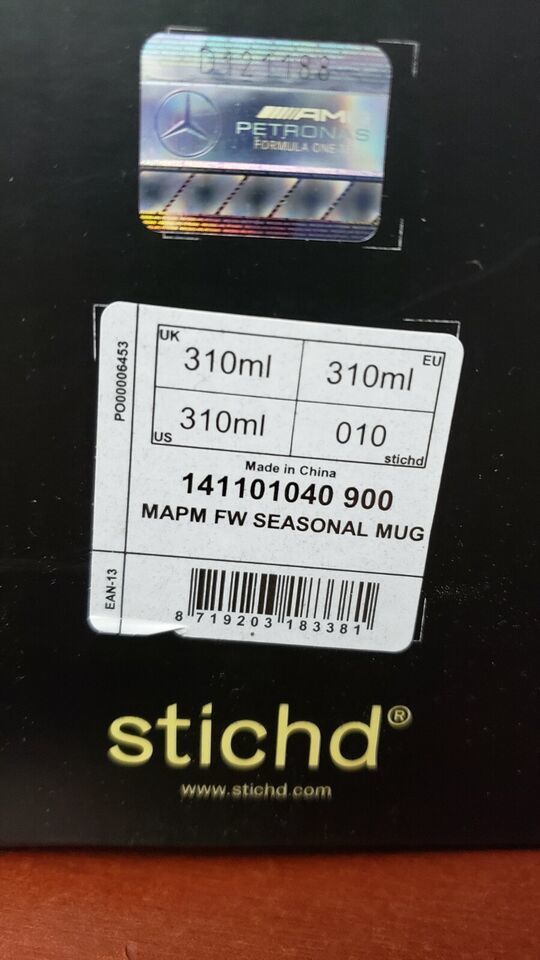 D121188
AMG
PETRONAS
FORMULA ONE
PO00006453
UK
310ml
310ml
EU
310ml
US
010
stichd
Made in China
141101040 900
MAPM FW SEASONAL MUG
EAN-13
8 719203 183381
stichd®
www.stichd.com